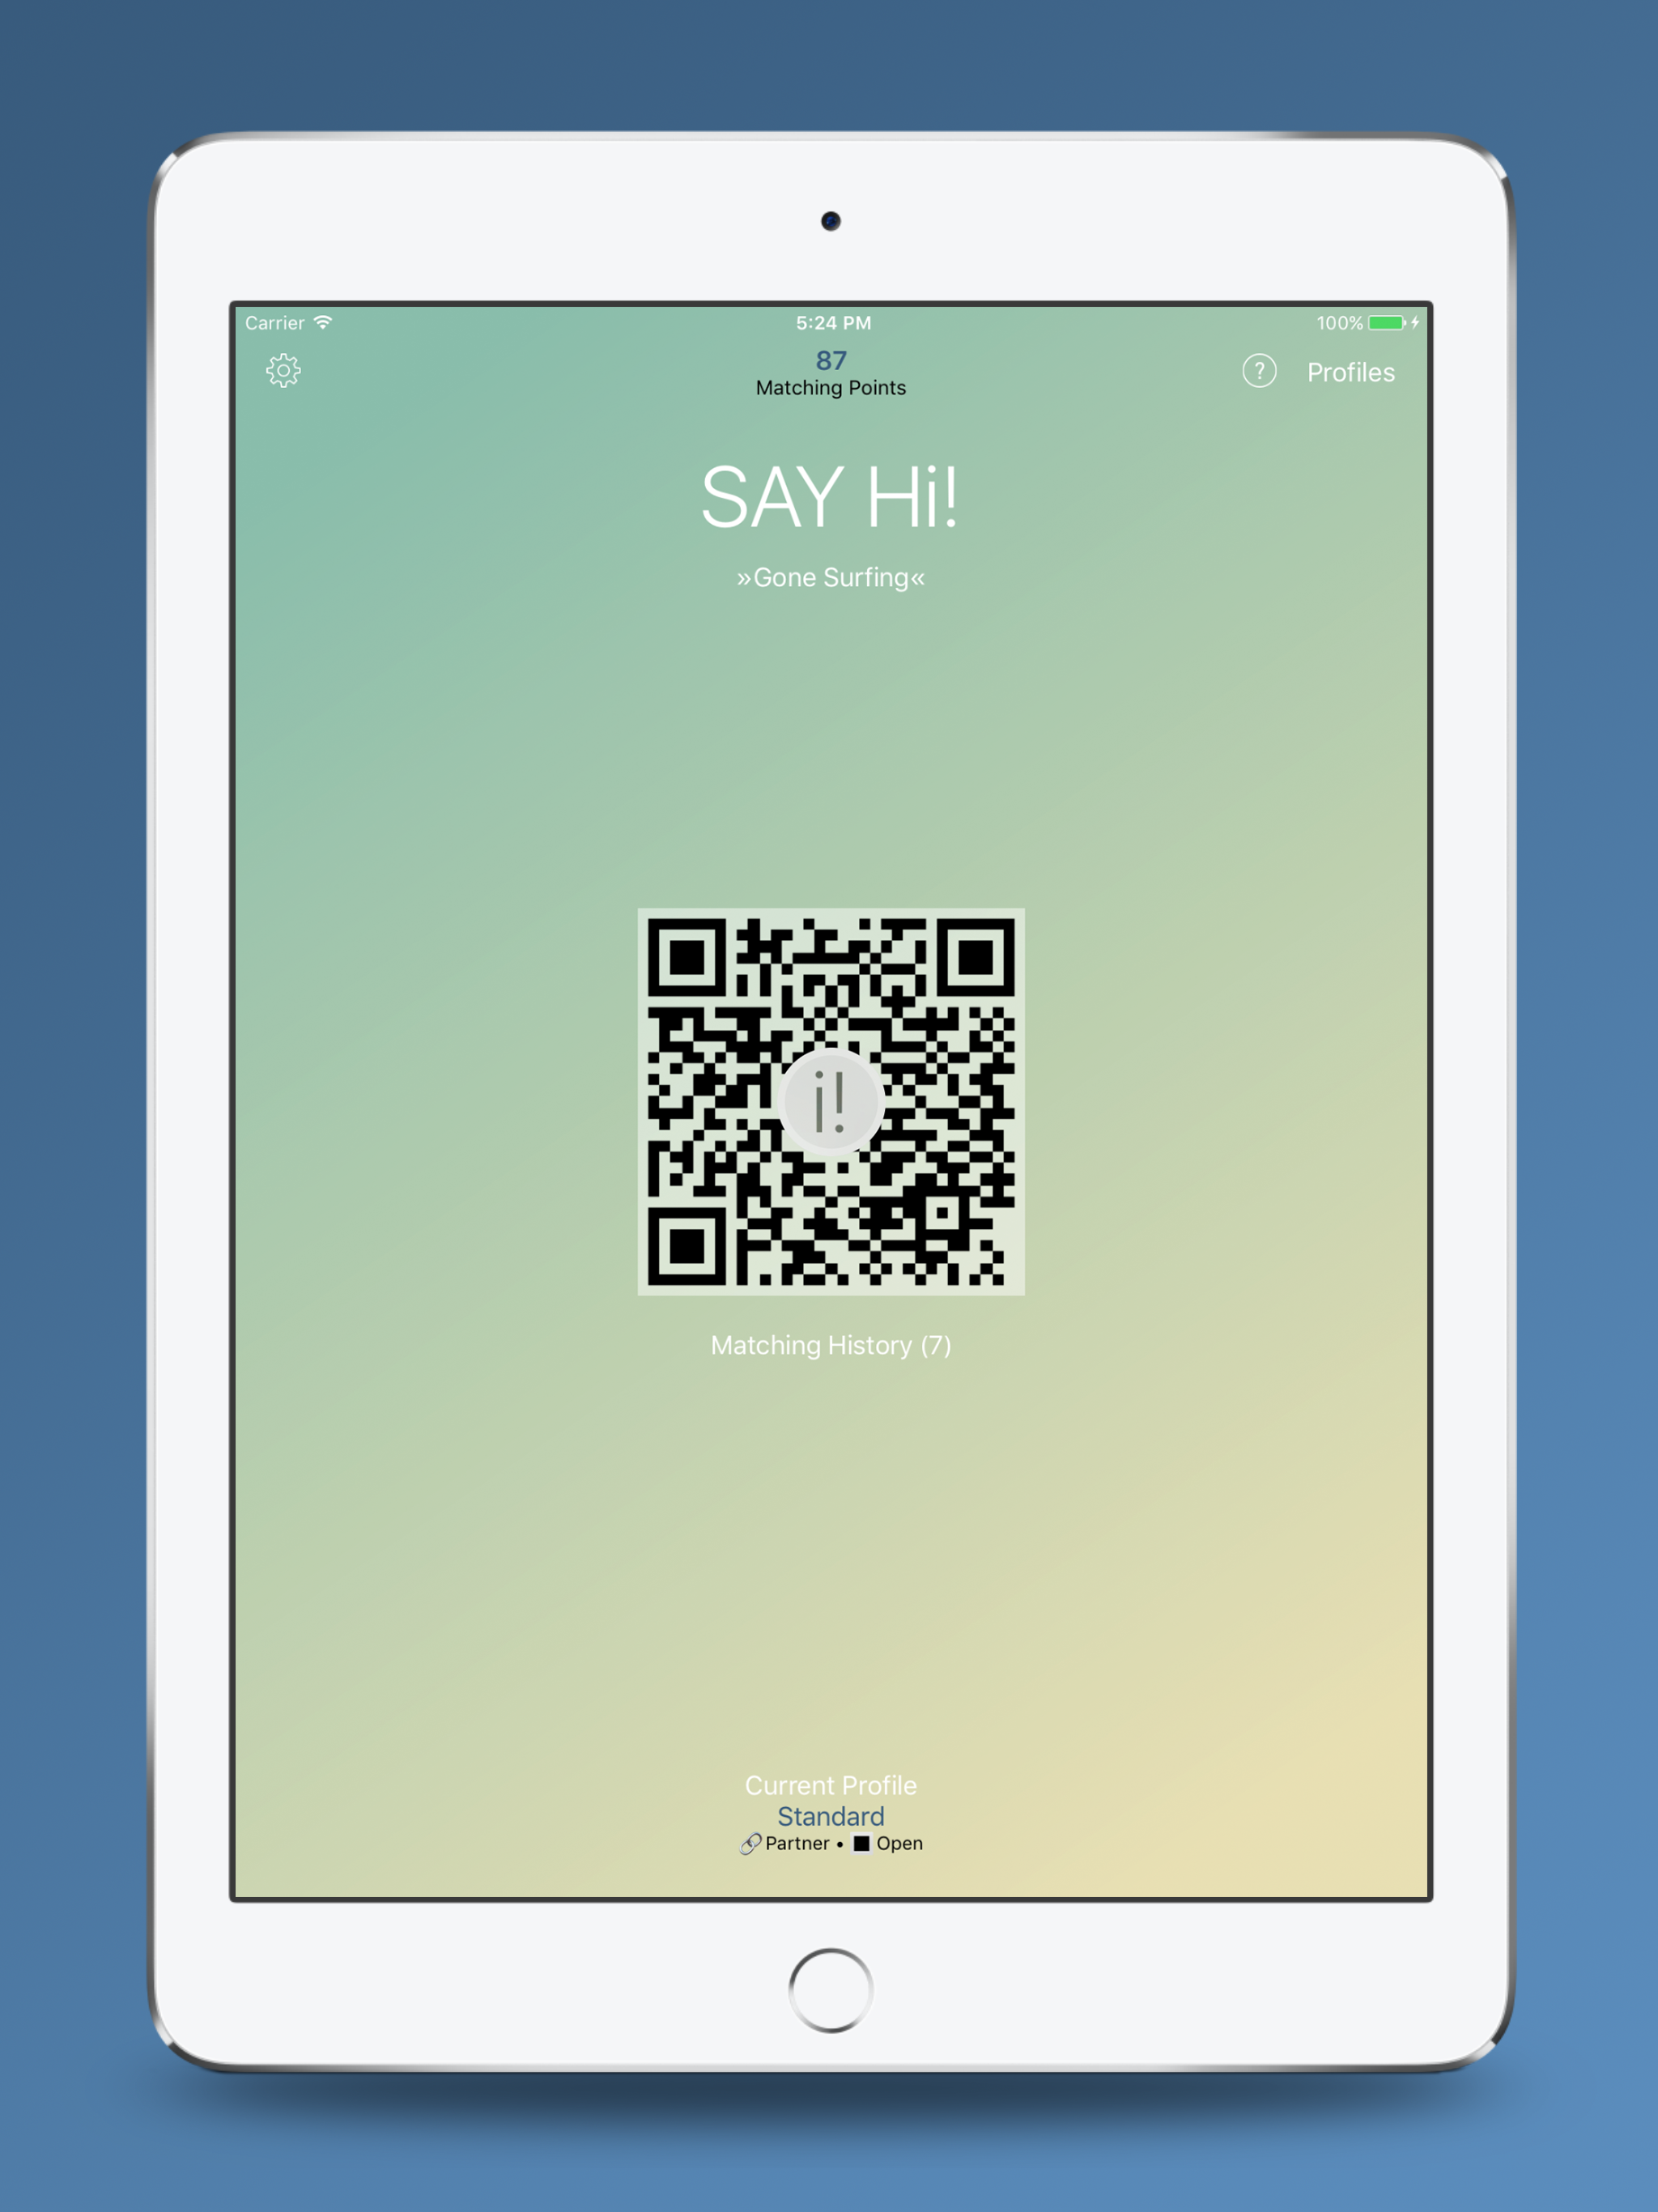 Carrier 5:24 PM 100%
87
Matching Points
? Profiles
SAY Hi!
»Gone Surfing«
i!
Matching History (7)
Current Profile
Standard
Partner • Open